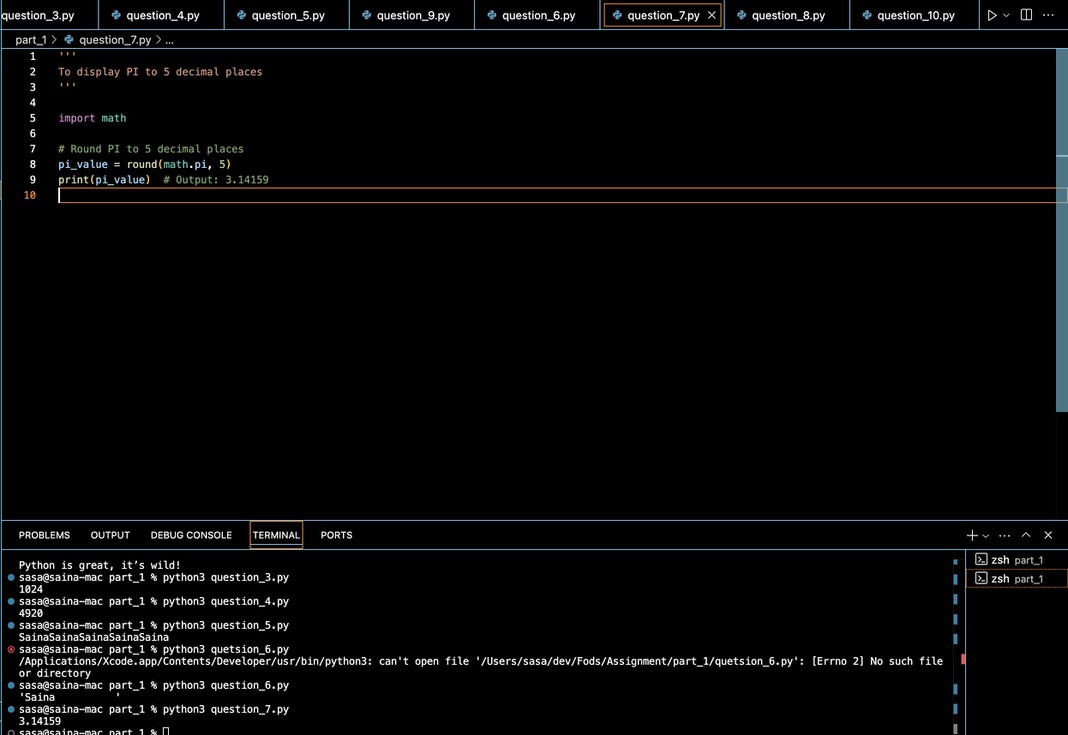 question_3.py question_4.py question_5.py question_9.py question_6.py question_7.py question_8.py question_10.py
part_1 > question_7.py > ...
1 '''
2 To display PI to 5 decimal places
3 '''
4
5 import math
6
7 # Round PI to 5 decimal places
8 pi_value = round(math.pi, 5)
9 print(pi_value)  # Output: 3.14159
10
PROBLEMS OUTPUT DEBUG CONSOLE TERMINAL PORTS
Python is great, it’s wild!
sasa@saina-mac part_1 % python3 question_3.py
1024
sasa@saina-mac part_1 % python3 question_4.py
4920
sasa@saina-mac part_1 % python3 question_5.py
SainaSainaSainaSainaSaina
sasa@saina-mac part_1 % python3 quetsion_6.py
/Applications/Xcode.app/Contents/Developer/usr/bin/python3: can't open file '/Users/sasa/dev/Fods/Assignment/part_1/quetsion_6.py': [Errno 2] No such file
or directory
sasa@saina-mac part_1 % python3 question_6.py
'Saina          '
sasa@saina-mac part_1 % python3 question_7.py
3.14159
sasa@saina-mac part_1 %
zsh part_1
zsh part_1